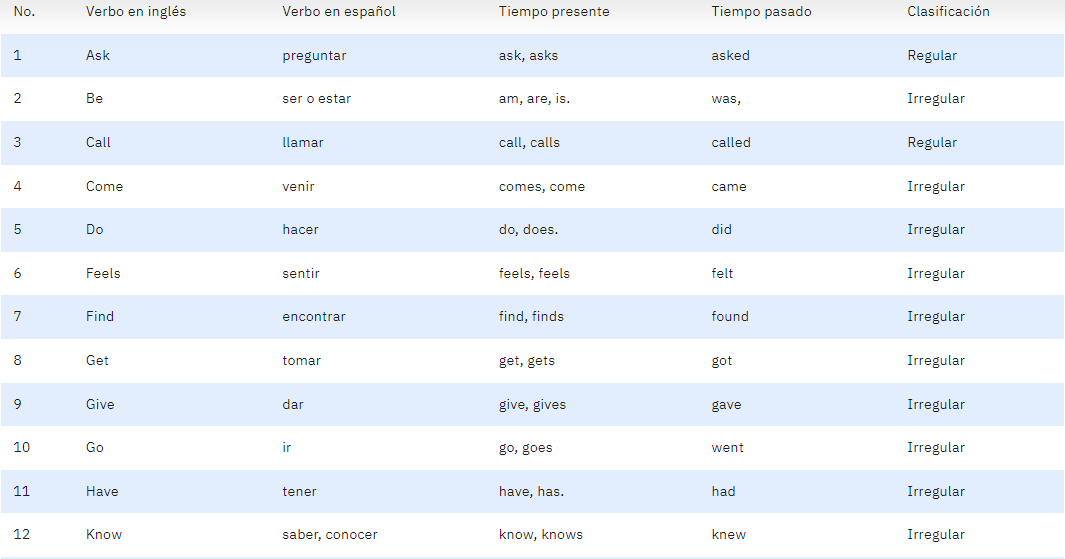 No. Verbo en inglés Verbo en español Tiempo presente Tiempo pasado Clasificación
1 Ask preguntar ask, asks asked Regular
2 Be ser o estar am, are, is. was, Irregular
3 Call llamar call, calls called Regular
4 Come venir comes, come came Irregular
5 Do hacer do, does. did Irregular
6 Feels sentir feels, feels felt Irregular
7 Find encontrar find, finds found Irregular
8 Get tomar get, gets got Irregular
9 Give dar give, gives gave Irregular
10 Go ir go, goes went Irregular
11 Have tener have, has. had Irregular
12 Know saber, conocer know, knows knew Irregular